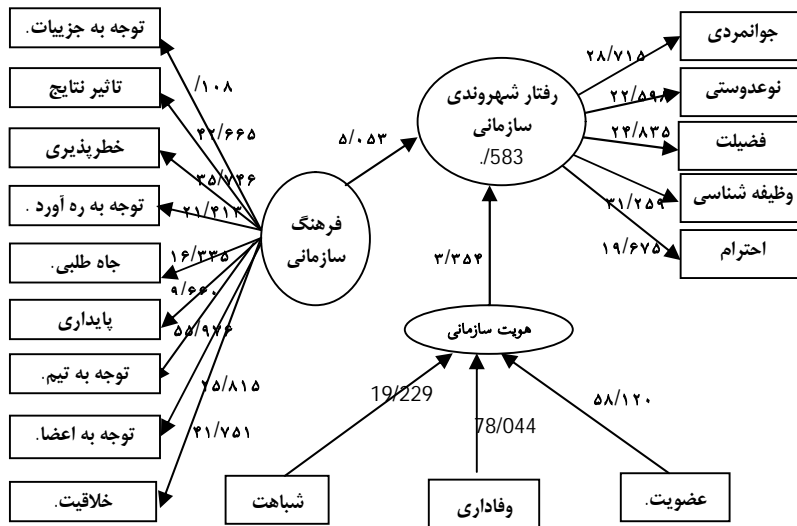 توجه به جزییات.
تاثیر نتایج
خطرپذیری
توجه به ره آورد .
جاه طلبی.
پایداری
توجه به تیم.
توجه به اعضا.
خلاقیت.
/۱۰۸
۴۲/۶۶۵
۳۵/۷۴۶
۲۱/۴۱۳
۱۶/۳۳۵
۹/۶۶۰
۵۵/۹۷۶
۲۵/۸۱۵
۴۱/۷۵۱
فرهنگ
سازمانی
۵/۰۵۳
رفتار شهروندی
سازمانی
./583
۲۸/۷۱۵
۲۲/۵۹۸
۲۴/۸۳۵
۳۱/۲۵۹
۱۹/۶۷۵
جوانمردی
نوعدوستی
فضیلت
وظیفه شناسی
احترام
۳/۳۵۴
هویت سازمانی
19/229
78/044
۵۸/۱۲۰
شباهت
وفاداری
عضویت.